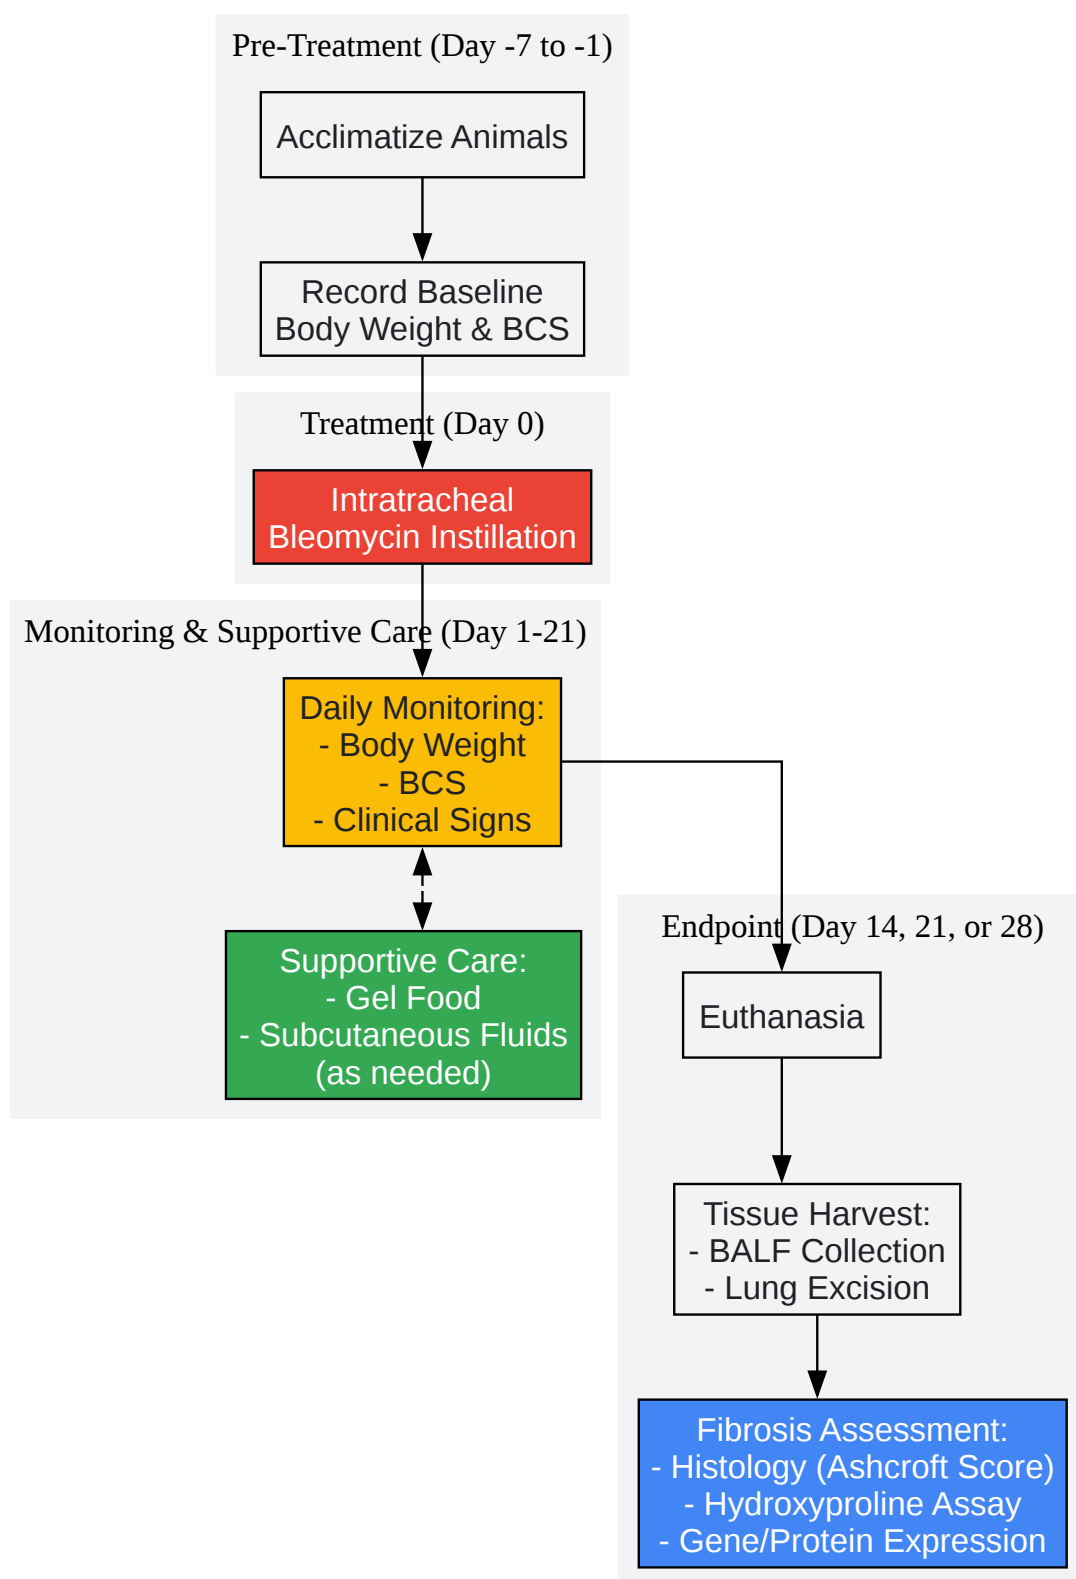 Pre-Treatment (Day -7 to -1)
Acclimatize Animals
Record Baseline
Body Weight & BCS
Treatment (Day 0)
Intratracheal
Bleomycin Instillation
Monitoring & Supportive Care (Day 1-21)
Daily Monitoring:
- Body Weight
- BCS
- Clinical Signs
Supportive Care:
- Gel Food
- Subcutaneous Fluids
(as needed)
Endpoint (Day 14, 21, or 28)
Euthanasia
Tissue Harvest:
- BALF Collection
- Lung Excision
Fibrosis Assessment:
- Histology (Ashcroft Score)
- Hydroxyproline Assay
- Gene/Protein Expression